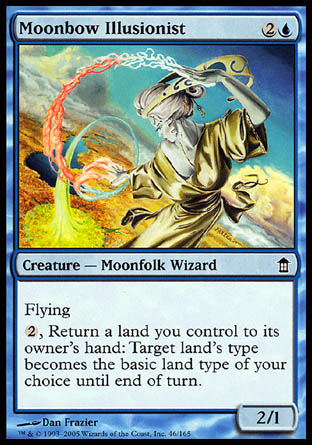 Moonbow Illusionist 2
Creature — Moonfolk Wizard
Flying
2, Return a land you control to its
owner's hand: Target land's type
becomes the basic land type of your
choice until end of turn.
Dan Frazier
2/1
™ & © 1993-2005 Wizards of the Coast, Inc. 46/165